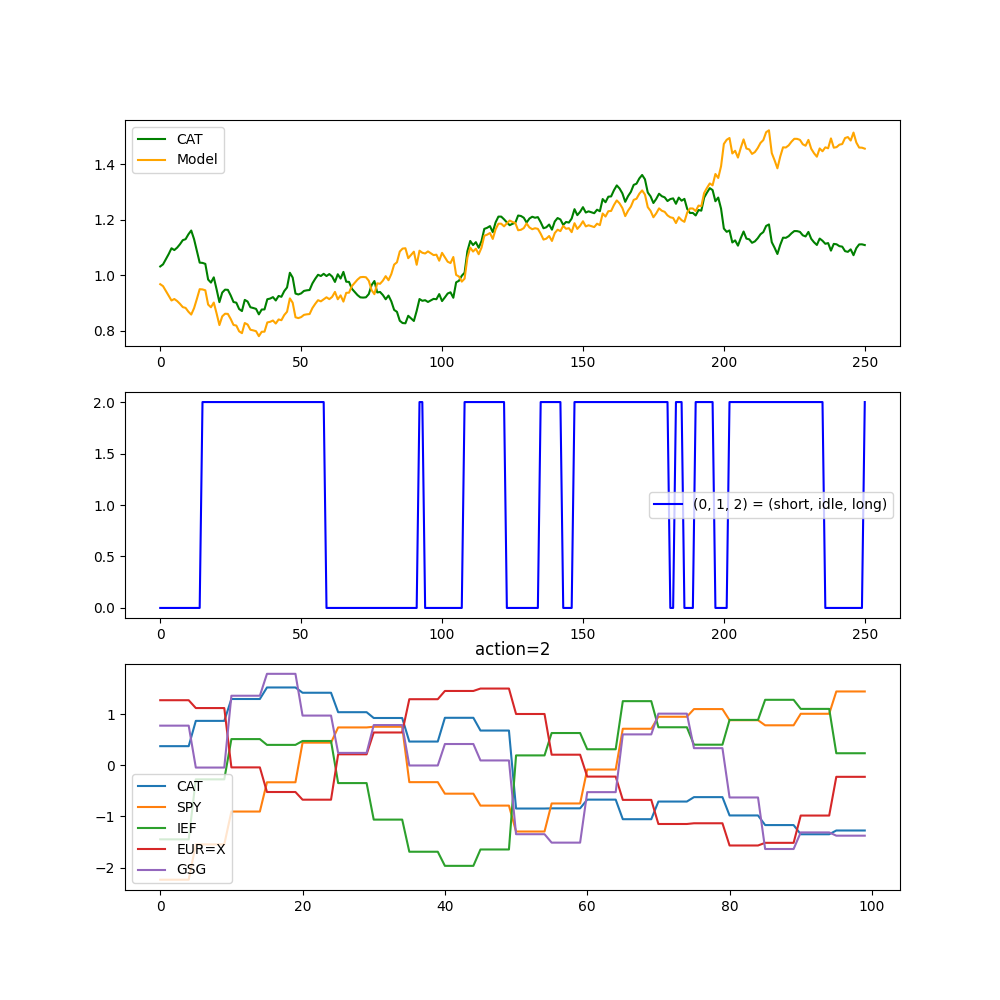 CAT
Model
1.4
1.2
1.0
0.8
0 50 100 150 200 250
2.0
1.5
1.0
0.5
0.0
(0, 1, 2) = (short, idle, long)
0 50 100 150 200 250
action=2
1
0
−1
−2
CAT
SPY
IEF
EUR=X
GSG
0 20 40 60 80 100